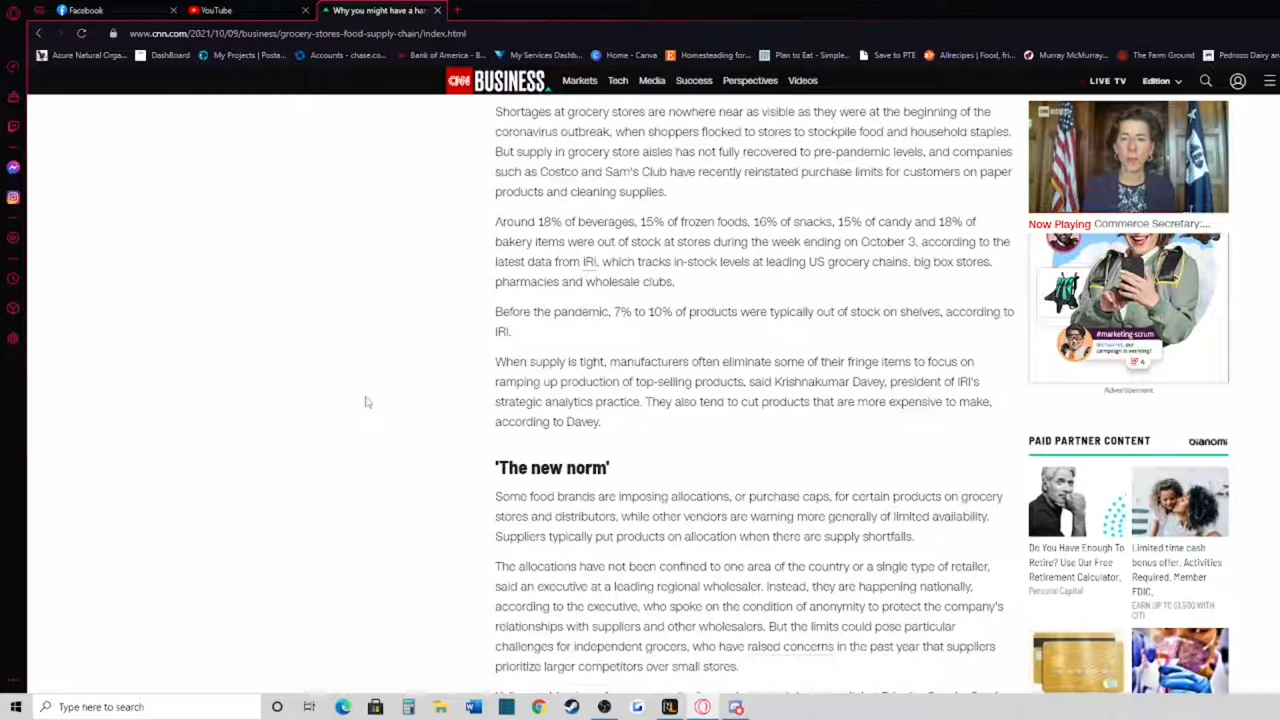 Facebook
YouTube
Why you might have a har
www.cnn.com/2021/10/09/business/grocery-stores-food-supply-chain/index.html
Azure Natural Orga...
DashBoard
My Projects | Posta...
Accounts - chase.co...
Bank of America - B...
My Services Dashb...
Home - Canva
Homesteading for...
Plan to Eat - Simple...
Save to PTE
Allrecipes | Food, fri...
Murray McMurray...
The Farm Ground
Pedrozo Dairy an
CNN BUSINESS
Markets
Tech
Media
Success
Perspectives
Videos
LIVE TV
Edition
Shortages at grocery stores are nowhere near as visible as they were at the beginning of the
coronavirus outbreak, when shoppers flocked to stores to stockpile food and household staples.
But supply in grocery store aisles has not fully recovered to pre-pandemic levels, and companies
such as Costco and Sam's Club have recently reinstated purchase limits for customers on paper
products and cleaning supplies.
Around 18% of beverages, 15% of frozen foods, 16% of snacks, 15% of candy and 18% of
bakery items were out of stock at stores during the week ending on October 3, according to the
latest data from IRI, which tracks in-stock levels at leading US grocery chains, big box stores,
pharmacies and wholesale clubs.
Before the pandemic, 7% to 10% of products were typically out of stock on shelves, according to
IRI.
When supply is tight, manufacturers often eliminate some of their fringe items to focus on
ramping up production of top-selling products, said Krishnakumar Davey, president of IRI's
strategic analytics practice. They also tend to cut products that are more expensive to make,
according to Davey.
'The new norm'
Some food brands are imposing allocations, or purchase caps, for certain products on grocery
stores and distributors, while other vendors are warning more generally of limited availability.
Suppliers typically put products on allocation when there are supply shortfalls.
The allocations have not been confined to one area of the country or a single type of retailer,
said an executive at a leading regional wholesaler. Instead, they are happening nationally,
according to the executive, who spoke on the condition of anonymity to protect the company's
relationships with suppliers and other wholesalers. But the limits could pose particular
challenges for independent grocers, who have raised concerns in the past year that suppliers
prioritize larger competitors over small stores.
CNN
Now Playing Commerce Secretary:...
#marketing-scrum
@Channel, our
campaign is working!
4
Advertisement
PAID PARTNER CONTENT
bianomi
Do You Have Enough To
Retire? Use Our Free
Retirement Calculator.
Personal Capital
Limited time cash
bonus offer. Activities
Required. Member
FDIC.
EARN UP TO $1,500 WITH
CITI
Type here to search